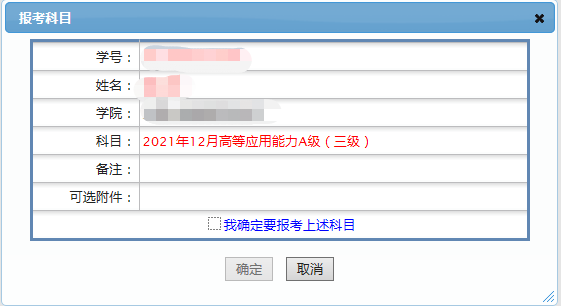 报考科目
学号：
姓名：
学院：
科目： 2021年12月高等应用能力A级（三级）
备注：
可选附件：
我确定要报考上述科目
确定 取消